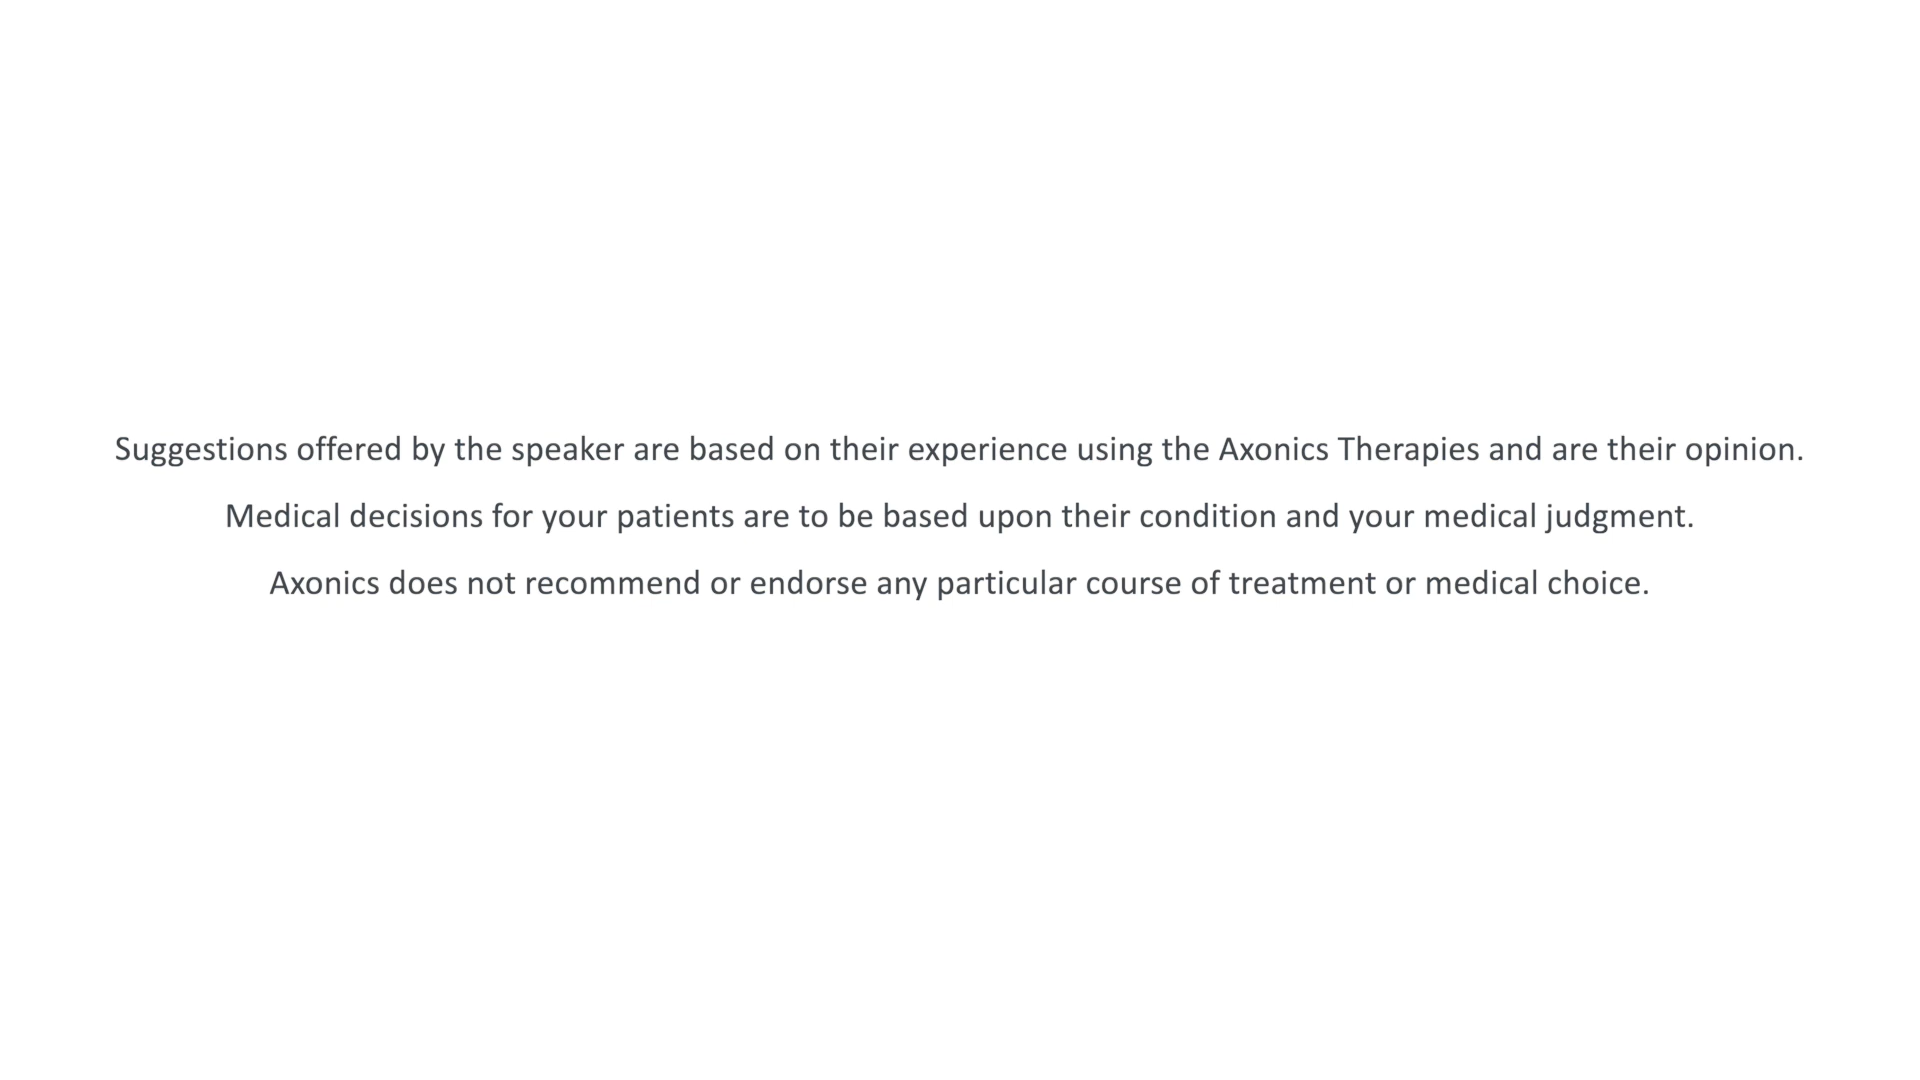 Suggestions offered by the speaker are based on their experience using the Axonics Therapies and are their opinion.
Medical decisions for your patients are to be based upon their condition and your medical judgment.
Axonics does not recommend or endorse any particular course of treatment or medical choice.